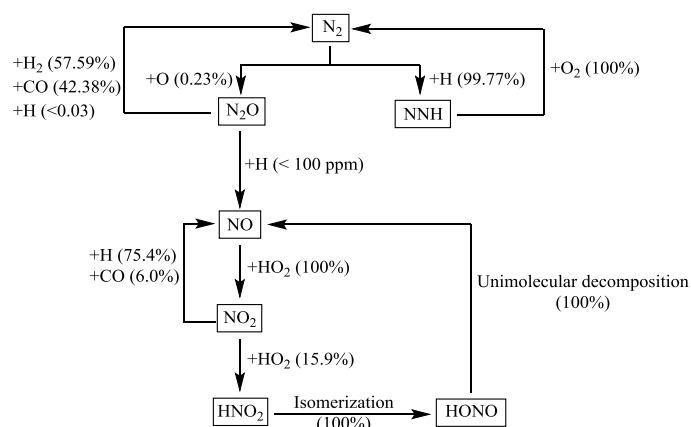 N₂
+H₂ (57.59%)
+CO (42.38%)
+H (<0.03)
+O (0.23%)
+H (99.77%)
+O₂ (100%)
N₂O
NNH
+H (< 100 ppm)
NO
+H (75.4%)
+CO (6.0%)
+HO₂ (100%)
Unimolecular decomposition
(100%)
NO₂
+HO₂ (15.9%)
HNO₂
Isomerization
(100%)
HONO